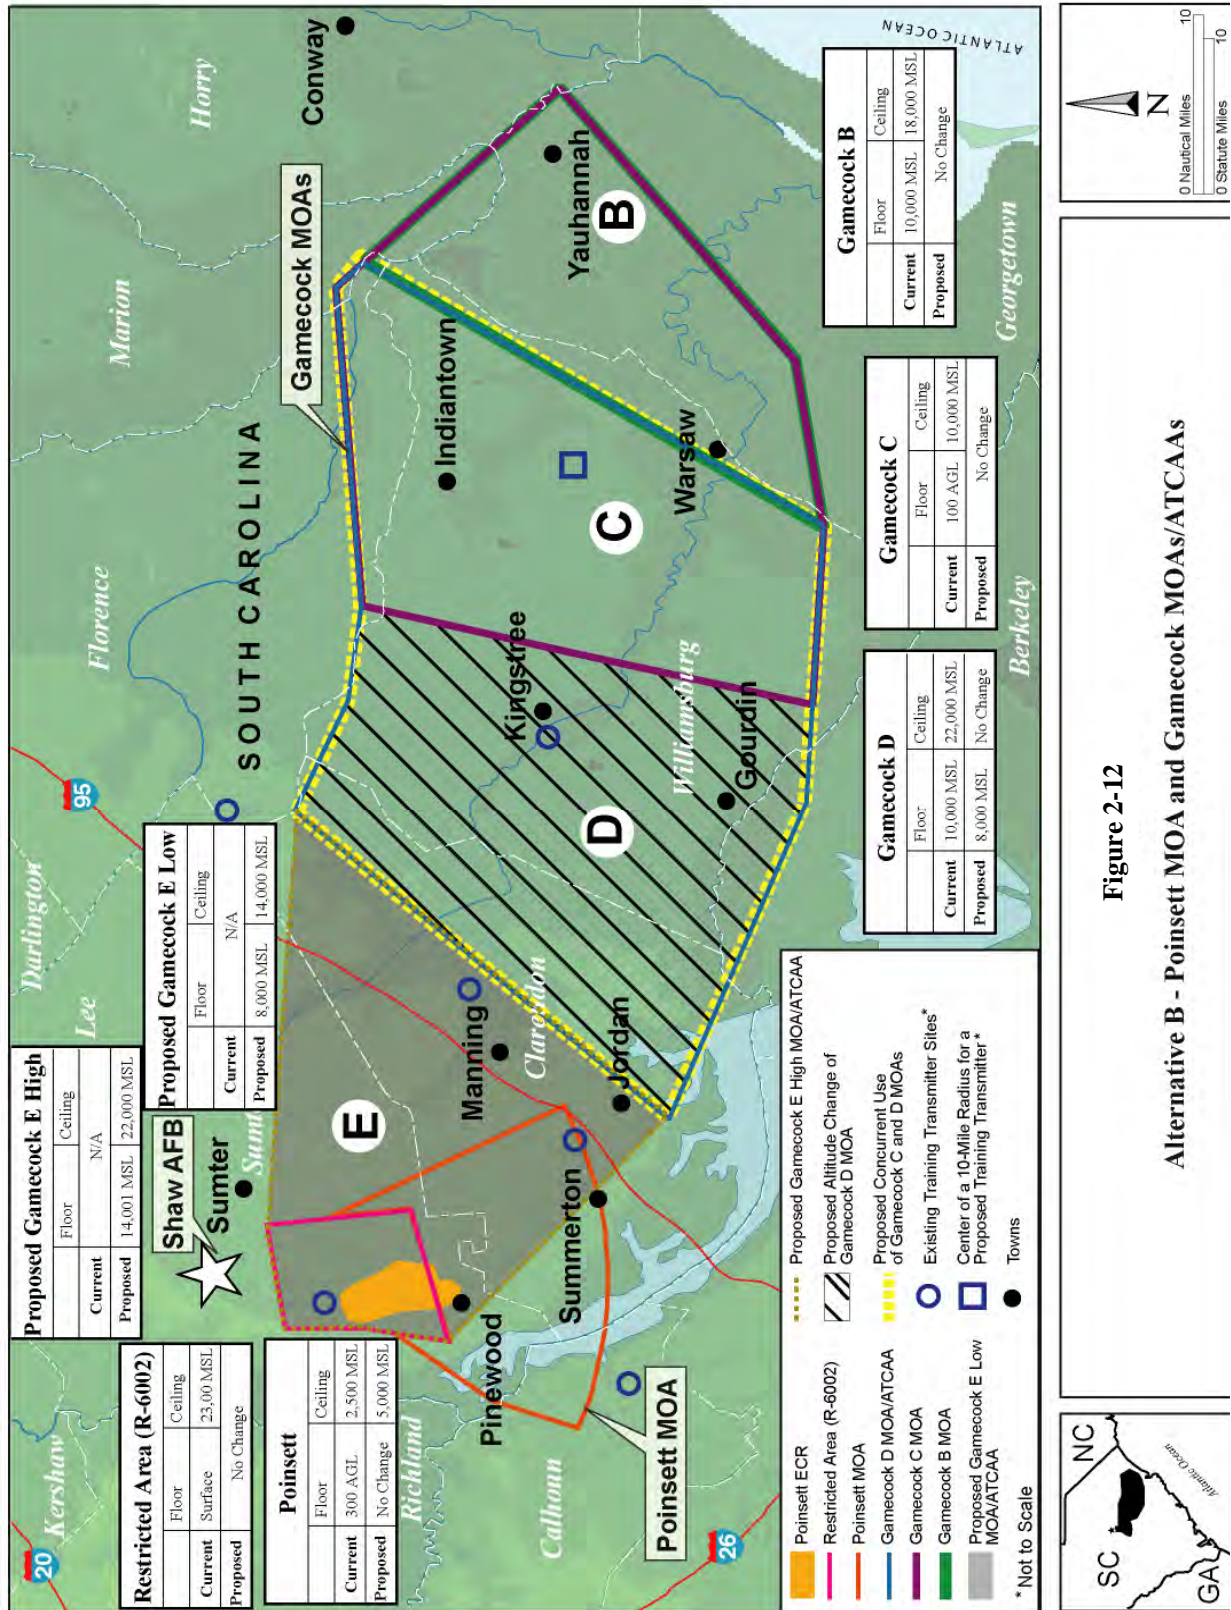 Kershaw
Darlington
Lee
Florence
Marion
Horry
20
95
Conway
Proposed Gamecock E High
Floor Ceiling
Current N/A
Proposed 14,001 MSL 22,000 MSL
Restricted Area (R-6002)
Floor Ceiling
Current Surface 23,00 MSL
Proposed No Change
Shaw AFB
Sumter
Proposed Gamecock E Low
Floor Ceiling
Current N/A
Proposed 8,000 MSL 14,000 MSL
SOUTH CAROLINA
Gamecock MOAs
Poinsett
Floor Ceiling
Current 300 AGL 2,500 MSL
Proposed No Change 5,000 MSL
Richland
Pinewood
E
Manning
Clarendon
Summerton
Jordan
D
Kingstree
Williamsburg
Gourdin
C
Indiantown
Warsaw
B
Yauhannah
Calhoun
Poinsett MOA
26
ATLANTIC OCEAN
Berkeley
Georgetown
Gamecock D
Floor Ceiling
Current 10,000 MSL 22,000 MSL
Proposed 8,000 MSL No Change
Gamecock C
Floor Ceiling
Current 100 AGL 10,000 MSL
Proposed No Change
Gamecock B
Floor Ceiling
Current 10,000 MSL 18,000 MSL
Proposed No Change
Poinsett ECR
Restricted Area (R-6002)
Poinsett MOA
Gamecock D MOA/ATCAA
Gamecock C MOA
Gamecock B MOA
Proposed Gamecock E Low
MOA/ATCAA
* Not to Scale
Proposed Gamecock E High MOA/ATCAA
Proposed Altitude Change of
Gamecock D MOA
Proposed Concurrent Use
of Gamecock C and D MOAs
Existing Training Transmitter Sites*
Center of a 10-Mile Radius for a
Proposed Training Transmitter*
Towns
SC
NC
GA
Atlantic Ocean
Figure 2-12
Alternative B - Poinsett MOA and Gamecock MOAs/ATCAAs
N
0 Nautical Miles 10
0 Statute Miles 10